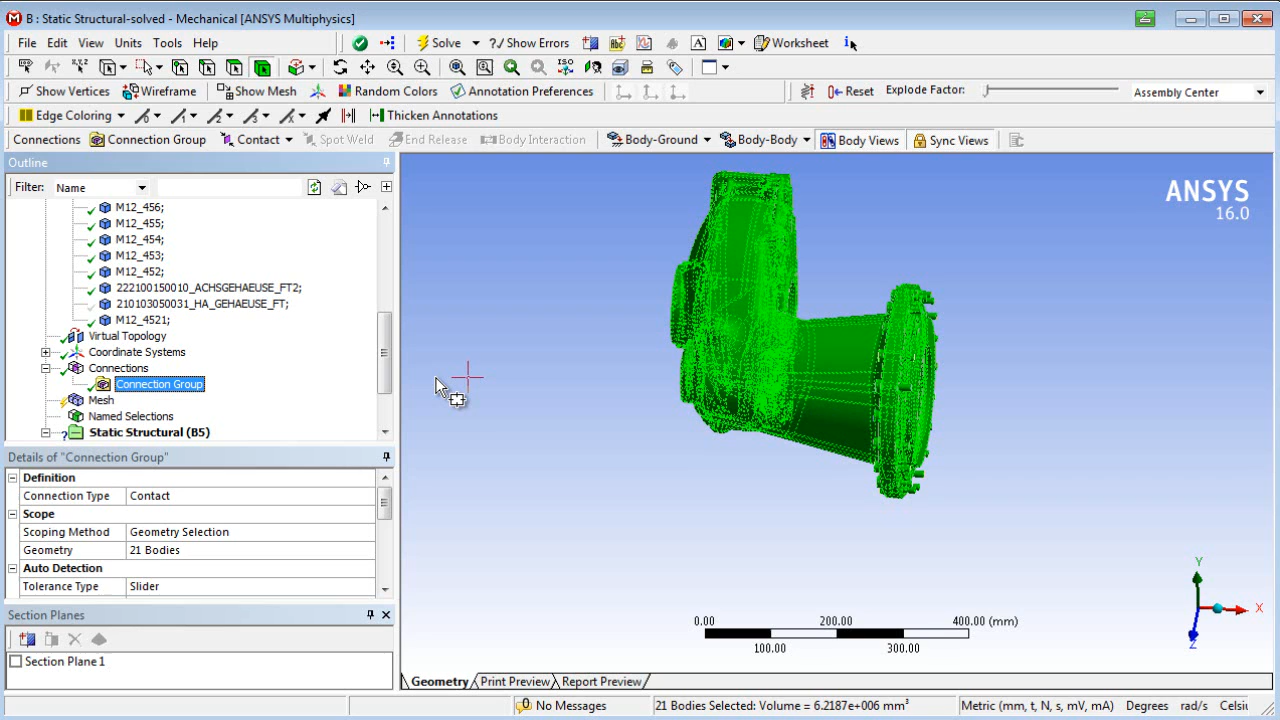 B : Static Structural-solved - Mechanical [ANSYS Multiphysics]
File Edit View Units Tools Help Solve ?/ Show Errors Worksheet
Show Vertices Wireframe Show Mesh Random Colors Annotation Preferences Reset Explode Factor: Assembly Center
Edge Coloring Thicken Annotations
Connections Connection Group Contact Spot Weld End Release Body Interaction Body-Ground Body-Body Body Views Sync Views
Outline
Filter: Name
M12_456;
M12_455;
M12_454;
M12_453;
M12_452;
222100150010_ACHSGEHAEUSE_FT2;
210103050031_HA_GEHAEUSE_FT;
M12_4521;
Virtual Topology
Coordinate Systems
Connections
Connection Group
Mesh
Named Selections
Static Structural (B5)
Details of "Connection Group"
Definition
Connection Type Contact
Scope
Scoping Method Geometry Selection
Geometry 21 Bodies
Auto Detection
Tolerance Type Slider
Section Planes
Section Plane 1
ANSYS
16.0
Y
X
Z
0.00 200.00 400.00 (mm)
100.00 300.00
Geometry Print Preview Report Preview
0 No Messages 21 Bodies Selected: Volume = 6.2187e+006 mm³ Metric (mm, t, N, s, mV, mA) Degrees rad/s Celsi